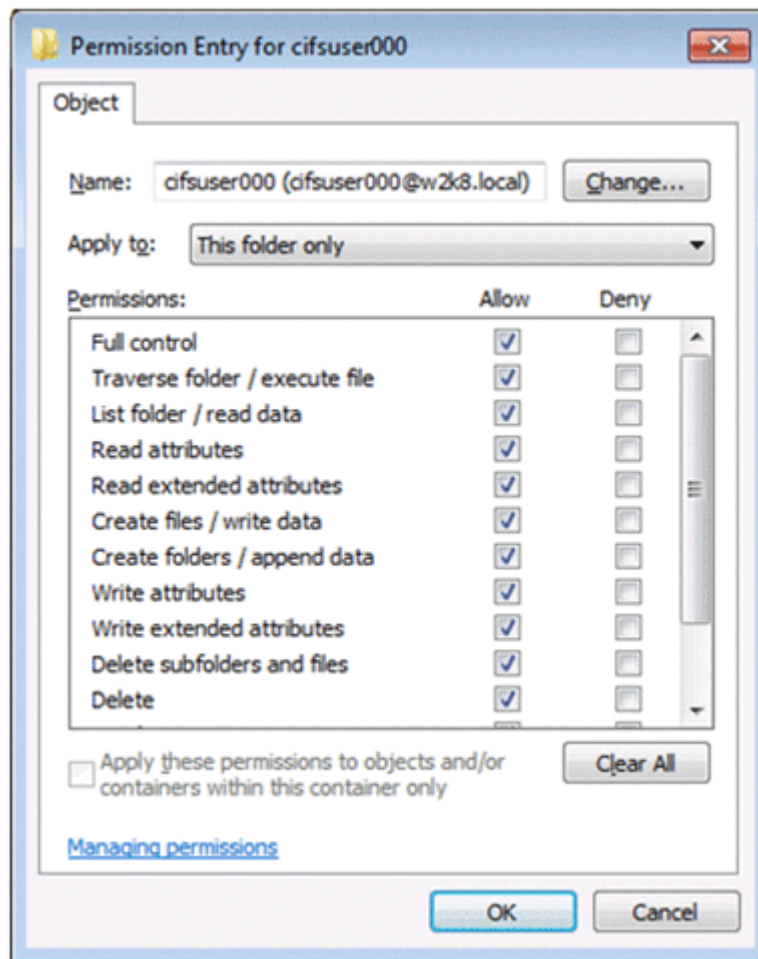 Permission Entry for cifsuser000
Object
Name: cifsuser000 (cifsuser000@w2k8.local) Change...
Apply to: This folder only
Permissions: Allow Deny
Full control
Traverse folder / execute file
List folder / read data
Read attributes
Read extended attributes
Create files / write data
Create folders / append data
Write attributes
Write extended attributes
Delete subfolders and files
Delete
Apply these permissions to objects and/or
containers within this container only
Clear All
Managing permissions
OK Cancel